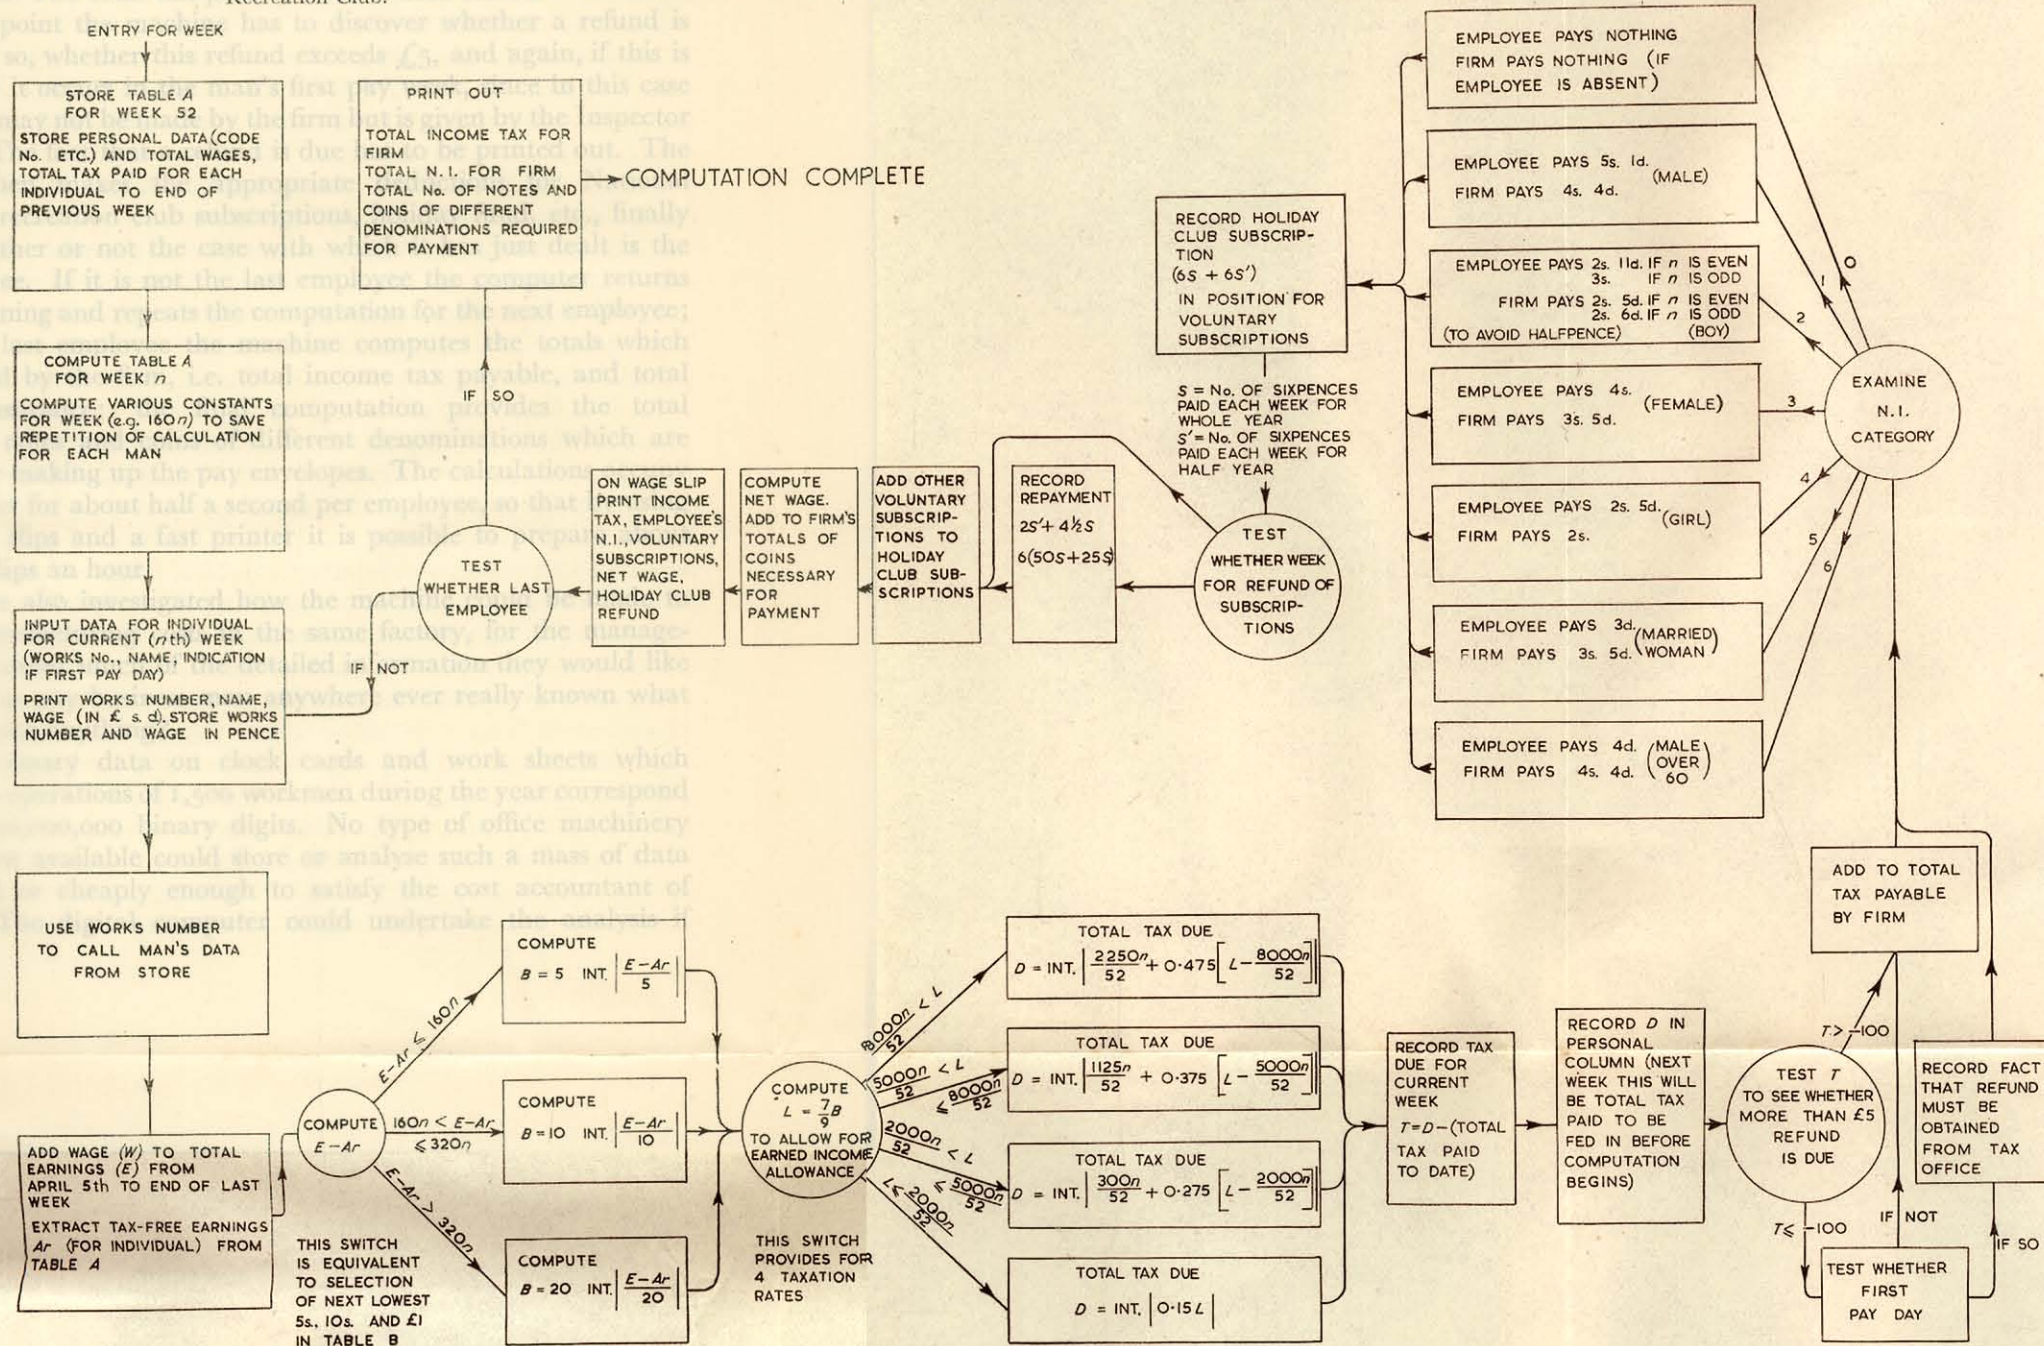 Recreation Club.
ENTRY FOR WEEK
STORE TABLE A
FOR WEEK 52
STORE PERSONAL DATA (CODE
No. ETC.) AND TOTAL WAGES,
TOTAL TAX PAID FOR EACH
INDIVIDUAL TO END OF
PREVIOUS WEEK
COMPUTE TABLE A
FOR WEEK n
COMPUTE VARIOUS CONSTANTS
FOR WEEK (e.g. 160n) TO SAVE
REPETITION OF CALCULATION
FOR EACH MAN
INPUT DATA FOR INDIVIDUAL
FOR CURRENT (nth) WEEK
(WORKS No., NAME, INDICATION
IF FIRST PAY DAY)
PRINT WORKS NUMBER, NAME,
WAGE (IN £ s. d). STORE WORKS
NUMBER AND WAGE IN PENCE
USE WORKS NUMBER
TO CALL MAN'S DATA
FROM STORE
ADD WAGE (W) TO TOTAL
EARNINGS (E) FROM
APRIL 5th TO END OF LAST
WEEK
EXTRACT TAX-FREE EARNINGS
Ar (FOR INDIVIDUAL) FROM
TABLE A
COMPUTE
E-Ar
THIS SWITCH
IS EQUIVALENT
TO SELECTION
OF NEXT LOWEST
5s., 10s. AND £1
IN TABLE B
E-Ar ≤ 160n
160n < E-Ar
≤ 320n
E-Ar > 320n
COMPUTE
B = 5 INT. |E-Ar/5|
COMPUTE
B = 10 INT. |E-Ar/10|
COMPUTE
B = 20 INT. |E-Ar/20|
COMPUTE
L = 7/9 B
TO ALLOW FOR
EARNED INCOME
ALLOWANCE
THIS SWITCH
PROVIDES FOR
4 TAXATION
RATES
8000n/52 < L
5000n/52 < L
≤ 8000n/52
2000n/52 < L
≤ 5000n/52
L ≤ 2000n/52
TOTAL TAX DUE
D = INT. |2250n/52 + 0·475 [L - 8000n/52]|
TOTAL TAX DUE
D = INT. |1125n/52 + 0·375 [L - 5000n/52]|
TOTAL TAX DUE
D = INT. |300n/52 + 0·275 [L - 2000n/52]|
TOTAL TAX DUE
D = INT. |0·15L|
RECORD TAX
DUE FOR
CURRENT
WEEK
T = D-(TOTAL
TAX PAID
TO DATE)
RECORD D IN
PERSONAL
COLUMN (NEXT
WEEK THIS WILL
BE TOTAL TAX
PAID TO BE
FED IN BEFORE
COMPUTATION
BEGINS)
TEST T
TO SEE WHETHER
MORE THAN £5
REFUND
IS DUE
T > -100
T ≤ -100
TEST WHETHER
FIRST
PAY DAY
IF NOT
IF SO
RECORD FACT
THAT REFUND
MUST BE
OBTAINED
FROM TAX
OFFICE
ADD TO TOTAL
TAX PAYABLE
BY FIRM
EXAMINE
N.I.
CATEGORY
0
1
2
3
4
5
6
EMPLOYEE PAYS NOTHING
FIRM PAYS NOTHING (IF
EMPLOYEE IS ABSENT)
EMPLOYEE PAYS 5s. 1d.
(MALE)
FIRM PAYS 4s. 4d.
EMPLOYEE PAYS 2s. 11d. IF n IS EVEN
3s. IF n IS ODD
FIRM PAYS 2s. 5d. IF n IS EVEN
2s. 6d. IF n IS ODD
(TO AVOID HALFPENCE) (BOY)
EMPLOYEE PAYS 4s.
(FEMALE)
FIRM PAYS 3s. 5d.
EMPLOYEE PAYS 2s. 5d.
(GIRL)
FIRM PAYS 2s.
EMPLOYEE PAYS 3d. (MARRIED
FIRM PAYS 3s. 5d. WOMAN)
EMPLOYEE PAYS 4d. (MALE
OVER
FIRM PAYS 4s. 4d. 60)
RECORD HOLIDAY
CLUB SUBSCRIP-
TION
(6S + 6S')
IN POSITION FOR
VOLUNTARY
SUBSCRIPTIONS
S = No. OF SIXPENCES
PAID EACH WEEK FOR
WHOLE YEAR
S' = No. OF SIXPENCES
PAID EACH WEEK FOR
HALF YEAR
TEST
WHETHER WEEK
FOR REFUND OF
SUBSCRIP-
TIONS
RECORD
REPAYMENT
2S' + 4½S
6(50S+25S)
ADD OTHER
VOLUNTARY
SUBSCRIP-
TIONS TO
HOLIDAY
CLUB SUB-
SCRIPTIONS
COMPUTE
NET WAGE.
ADD TO FIRM'S
TOTALS OF
COINS
NECESSARY
FOR
PAYMENT
ON WAGE SLIP
PRINT INCOME
TAX, EMPLOYEE'S
N.I., VOLUNTARY
SUBSCRIPTIONS,
NET WAGE,
HOLIDAY CLUB
REFUND
TEST
WHETHER LAST
EMPLOYEE
IF NOT
IF SO
PRINT OUT
TOTAL INCOME TAX FOR
FIRM
TOTAL N.I. FOR FIRM
TOTAL No. OF NOTES AND
COINS OF DIFFERENT
DENOMINATIONS REQUIRED
FOR PAYMENT
COMPUTATION COMPLETE